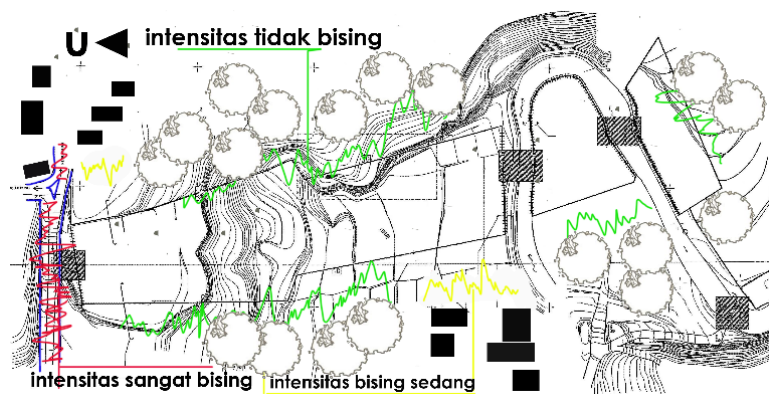 U
intensitas tidak bising
intensitas sangat bising
intensitas bising sedang